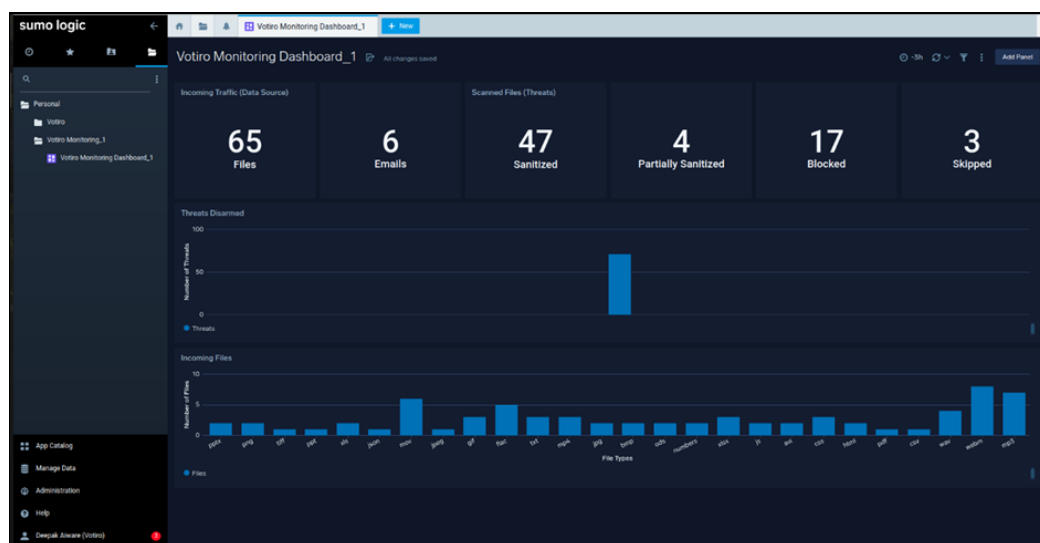 sumo logic
Votiro Monitoring Dashboard_1
+ New
Votiro Monitoring Dashboard_1
All changes saved
-3h
Add Panel
Personal
Votiro
Votiro Monitoring_1
Votiro Monitoring Dashboard_1
Incoming Traffic (Data Source)
65
Files
6
Emails
Scanned Files (Threats)
47
Sanitized
4
Partially Sanitized
17
Blocked
3
Skipped
Threats Disarmed
Number of Threats
100
50
0
Threats
Incoming Files
Number of Files
10
5
0
pptx png tiff ppt xls json mov jpeg gif flac txt mp4 jpg bmp ods numbers xlsx js avi css html pdf csv wav webm mp3
File Types
Files
App Catalog
Manage Data
Administration
Help
Deepak Aiware (Votiro)
1